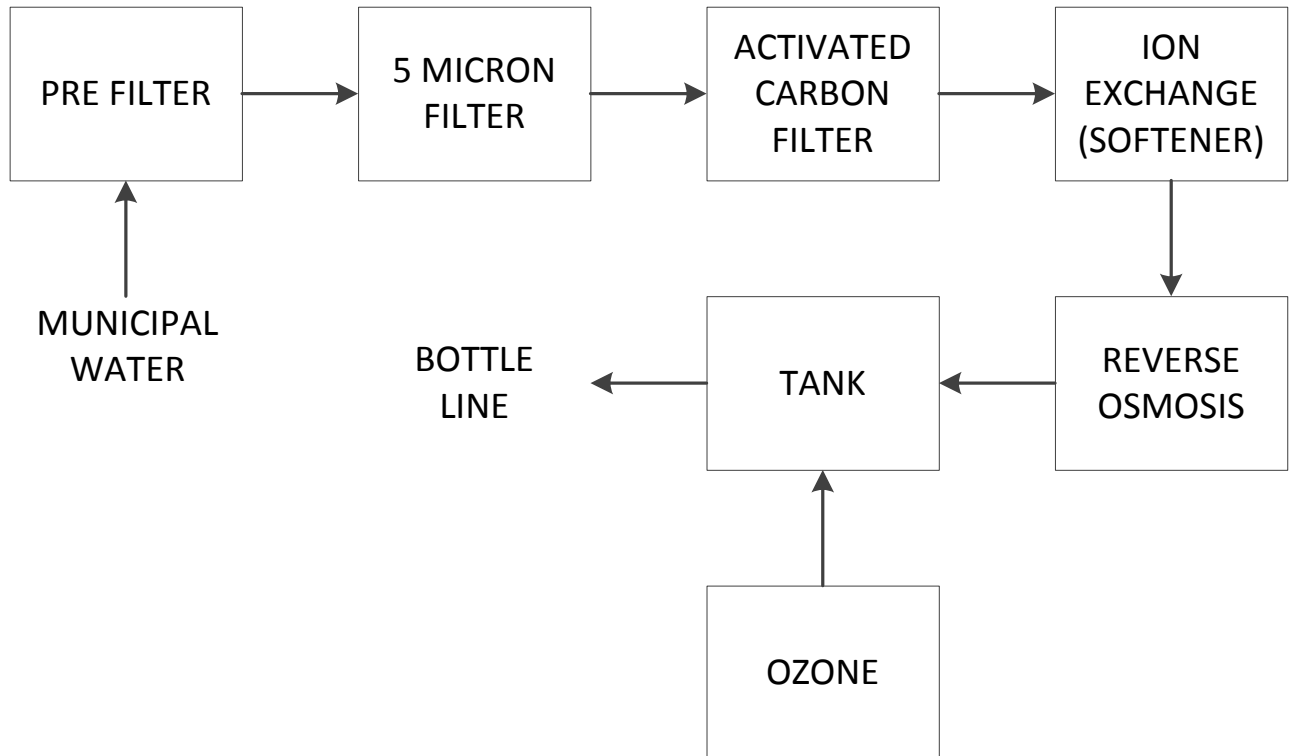 PRE FILTER
5 MICRON
FILTER
ACTIVATED
CARBON
FILTER
ION
EXCHANGE
(SOFTENER)
MUNICIPAL
WATER
BOTTLE
LINE
TANK
REVERSE
OSMOSIS
OZONE